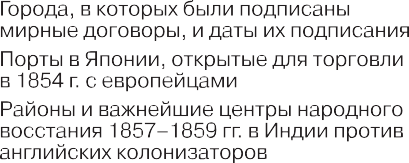 Города, в которых были подписаны
мирные договоры, и даты их подписания
Порты в Японии, открытые для торговли
в 1854 г. с европейцами
Районы и важнейшие центры народного
восстания 1857–1859 гг. в Индии против
английских колонизаторов